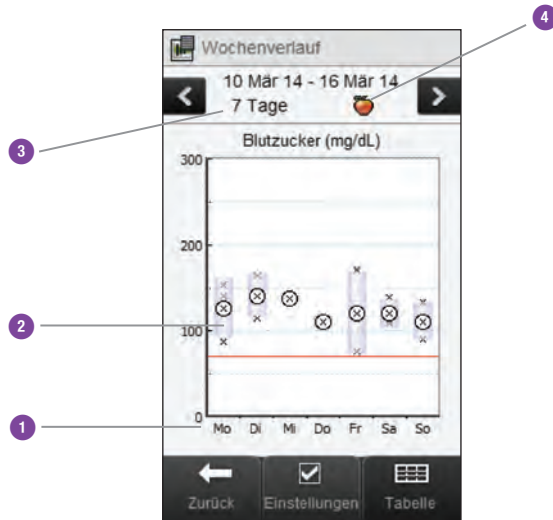 4
Wochenverlauf
10 Mär 14 - 16 Mär 14
7 Tage
3
Blutzucker (mg/dL)
300
200
2
100
1
0
Mo Di Mi Do Fr Sa So
Zurück Einstellungen Tabelle